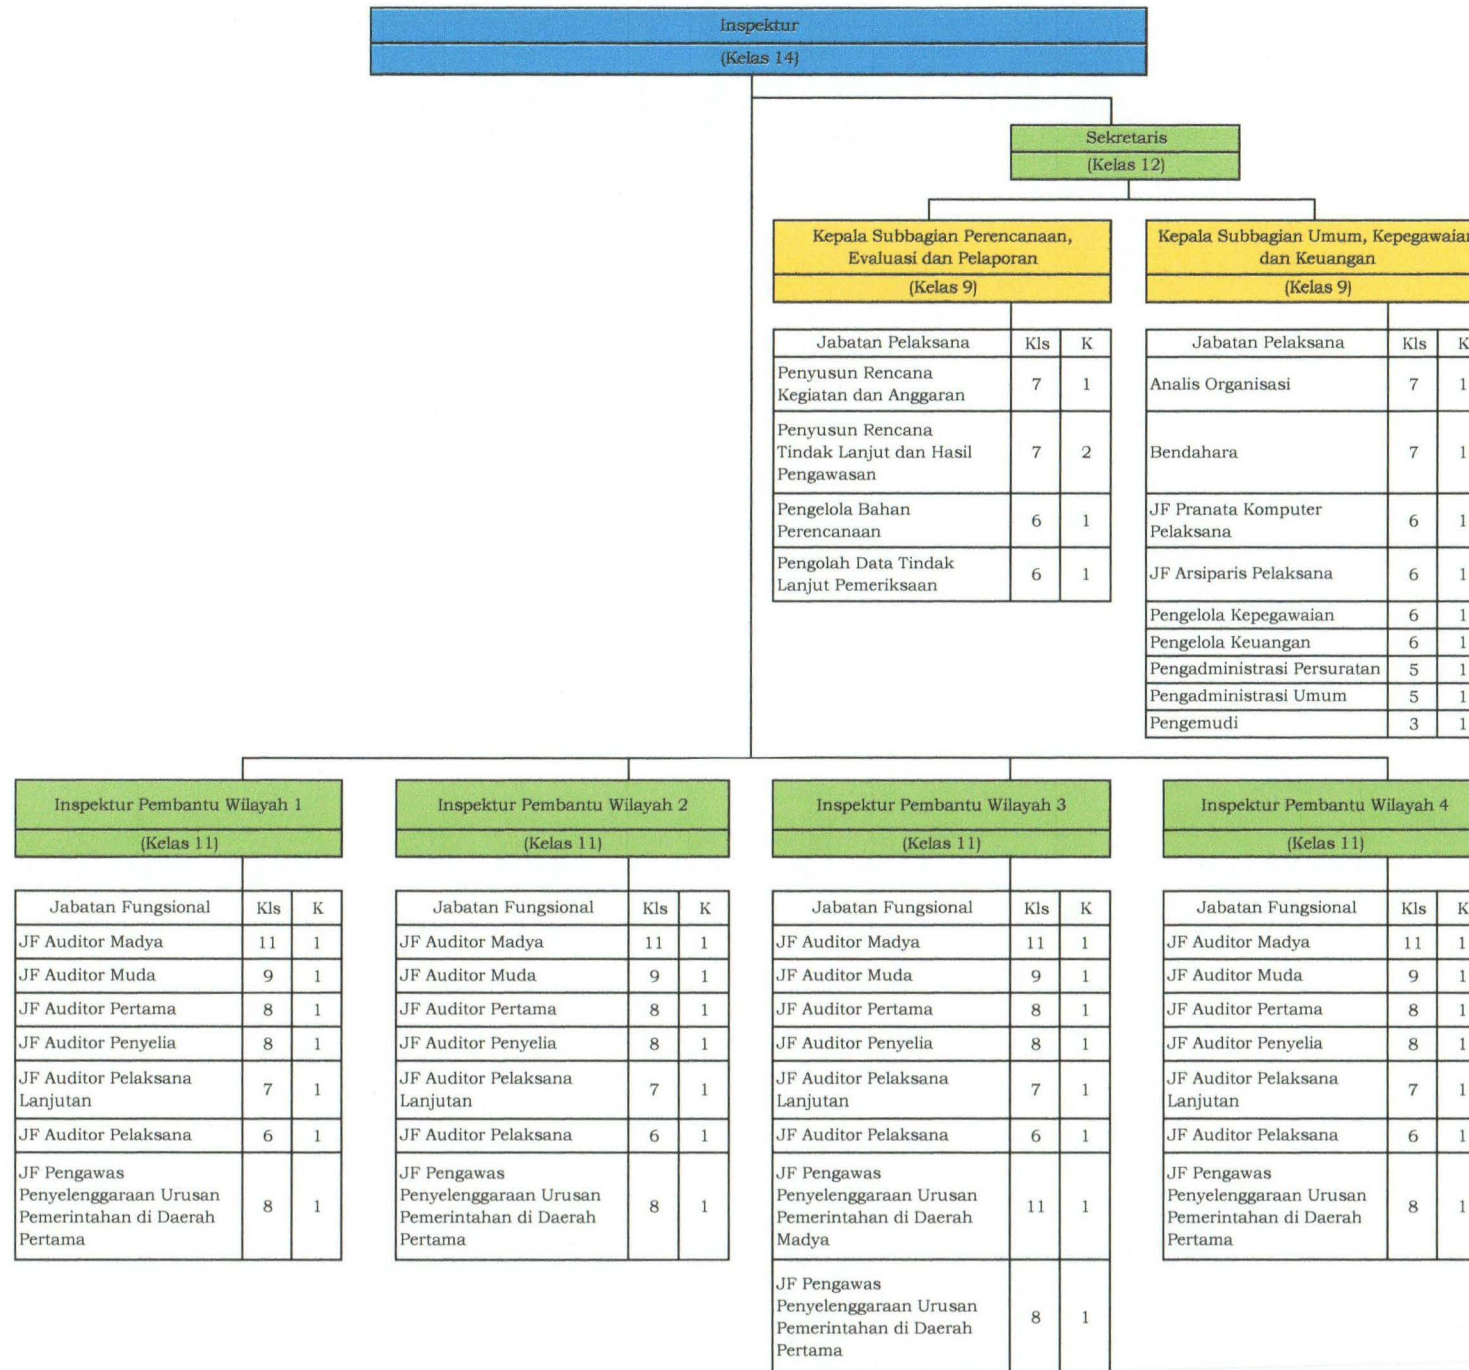 Inspektur
(Kelas 14)
Sekretaris
(Kelas 12)
Kepala Subbagian Perencanaan,
Evaluasi dan Pelaporan
(Kelas 9)
Jabatan Pelaksana Kls K
Penyusun Rencana
Kegiatan dan Anggaran 7 1
Penyusun Rencana
Tindak Lanjut dan Hasil 7 2
Pengawasan
Pengelola Bahan
Perencanaan 6 1
Pengolah Data Tindak
Lanjut Pemeriksaan 6 1
Kepala Subbagian Umum, Kepegawaian
dan Keuangan
(Kelas 9)
Jabatan Pelaksana Kls K
Analis Organisasi 7 1
Bendahara 7 1
JF Pranata Komputer
Pelaksana 6 1
JF Arsiparis Pelaksana 6 1
Pengelola Kepegawaian 6 1
Pengelola Keuangan 6 1
Pengadministrasi Persuratan 5 1
Pengadministrasi Umum 5 1
Pengemudi 3 1
Inspektur Pembantu Wilayah 1
(Kelas 11)
Jabatan Fungsional Kls K
JF Auditor Madya 11 1
JF Auditor Muda 9 1
JF Auditor Pertama 8 1
JF Auditor Penyelia 8 1
JF Auditor Pelaksana
Lanjutan 7 1
JF Auditor Pelaksana 6 1
JF Pengawas
Penyelenggaraan Urusan
Pemerintahan di Daerah 8 1
Pertama
Inspektur Pembantu Wilayah 2
(Kelas 11)
Jabatan Fungsional Kls K
JF Auditor Madya 11 1
JF Auditor Muda 9 1
JF Auditor Pertama 8 1
JF Auditor Penyelia 8 1
JF Auditor Pelaksana
Lanjutan 7 1
JF Auditor Pelaksana 6 1
JF Pengawas
Penyelenggaraan Urusan
Pemerintahan di Daerah 8 1
Pertama
Inspektur Pembantu Wilayah 3
(Kelas 11)
Jabatan Fungsional Kls K
JF Auditor Madya 11 1
JF Auditor Muda 9 1
JF Auditor Pertama 8 1
JF Auditor Penyelia 8 1
JF Auditor Pelaksana
Lanjutan 7 1
JF Auditor Pelaksana 6 1
JF Pengawas
Penyelenggaraan Urusan
Pemerintahan di Daerah 11 1
Madya
JF Pengawas
Penyelenggaraan Urusan
Pemerintahan di Daerah 8 1
Pertama
Inspektur Pembantu Wilayah 4
(Kelas 11)
Jabatan Fungsional Kls K
JF Auditor Madya 11 1
JF Auditor Muda 9 1
JF Auditor Pertama 8 1
JF Auditor Penyelia 8 1
JF Auditor Pelaksana
Lanjutan 7 1
JF Auditor Pelaksana 6 1
JF Pengawas
Penyelenggaraan Urusan
Pemerintahan di Daerah 8 1
Pertama